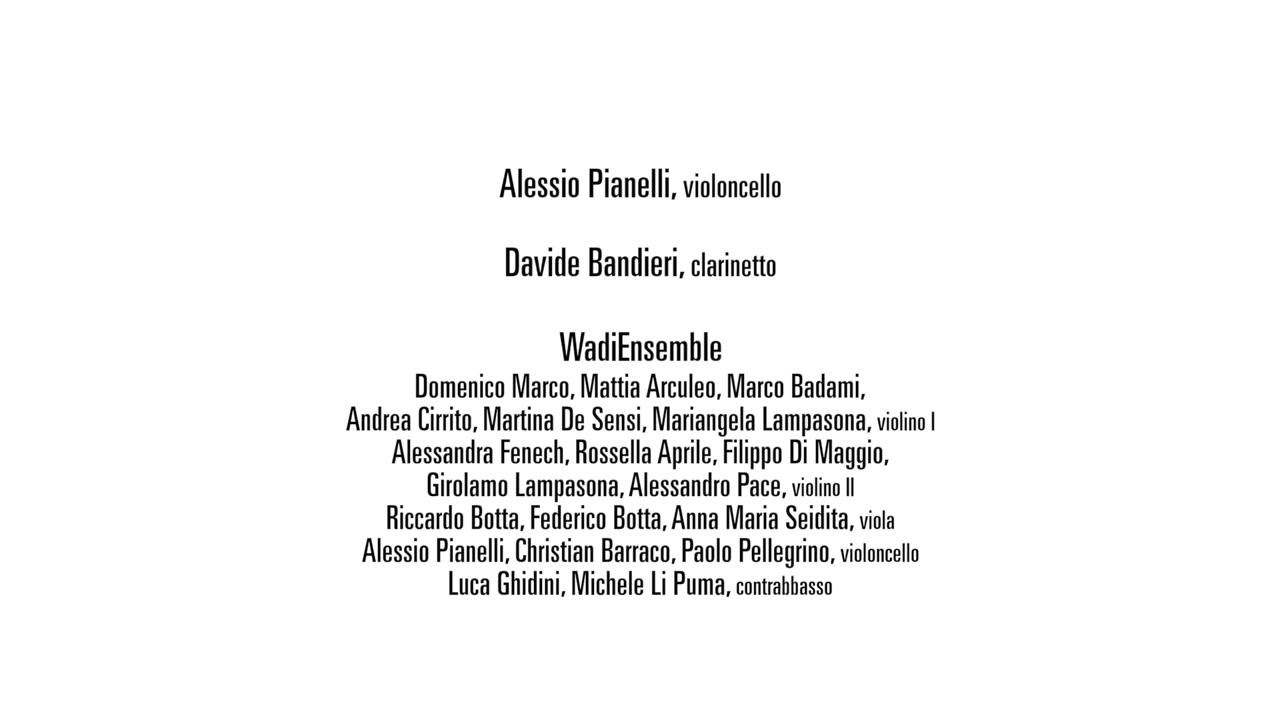 Alessio Pianelli, violoncello
Davide Bandieri, clarinetto
WadiEnsemble
Domenico Marco, Mattia Arculeo, Marco Badami,
Andrea Cirrito, Martina De Sensi, Mariangela Lampasona, violino I
Alessandra Fenech, Rossella Aprile, Filippo Di Maggio,
Girolamo Lampasona, Alessandro Pace, violino II
Riccardo Botta, Federico Botta, Anna Maria Seidita, viola
Alessio Pianelli, Christian Barraco, Paolo Pellegrino, violoncello
Luca Ghidini, Michele Li Puma, contrabbasso